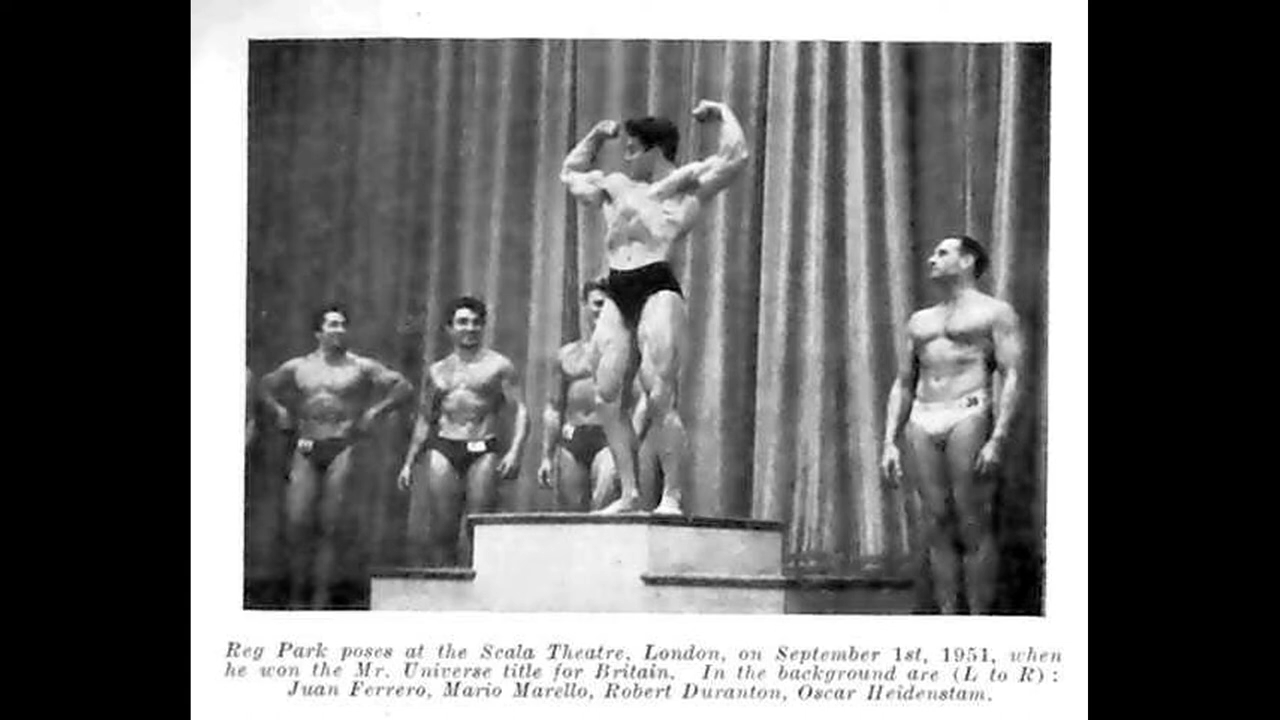 Reg Park poses at the Scala Theatre, London, on September 1st, 1951, when
he won the Mr. Universe title for Britain. In the background are (L to R) :
Juan Ferrero, Mario Marello, Robert Duranton, Oscar Heidenstam.